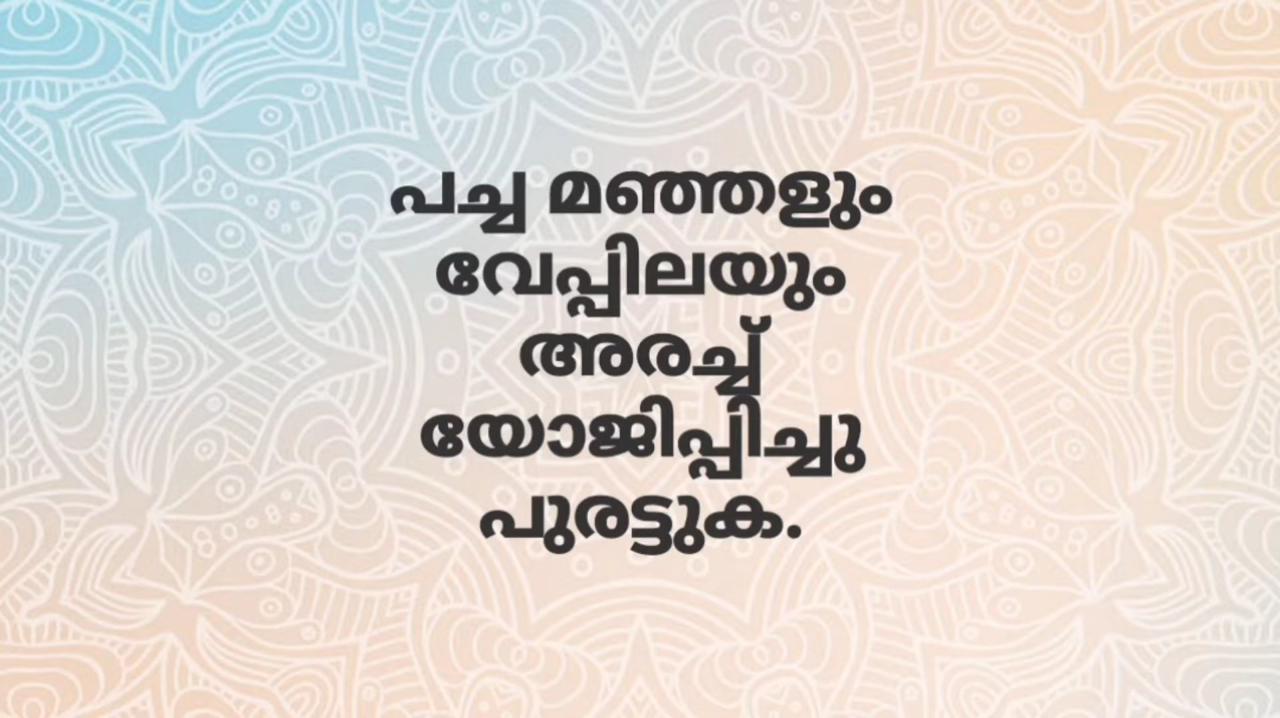 പച്ച മഞ്ഞളും
വേപ്പിലയും
അരച്ച്
യോജിപ്പിച്ചു
പുരട്ടുക.